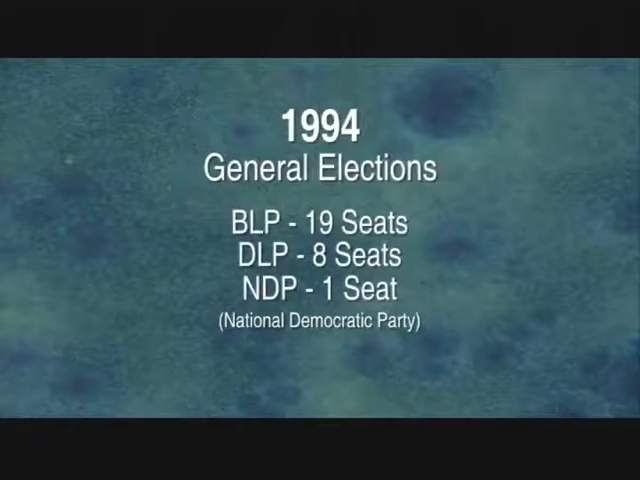 1994
General Elections
BLP - 19 Seats
DLP - 8 Seats
NDP - 1 Seat
(National Democratic Party)